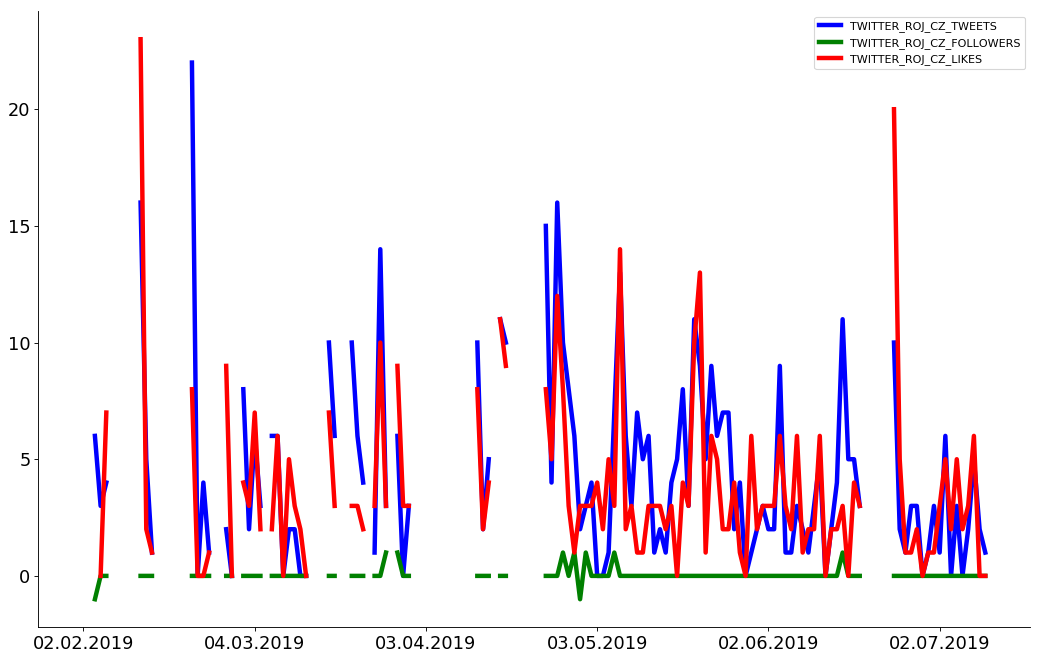 TWITTER_ROJ_CZ_TWEETS
TWITTER_ROJ_CZ_FOLLOWERS
TWITTER_ROJ_CZ_LIKES
20
15
10
5
0
02.02.2019 04.03.2019 03.04.2019 03.05.2019 02.06.2019 02.07.2019